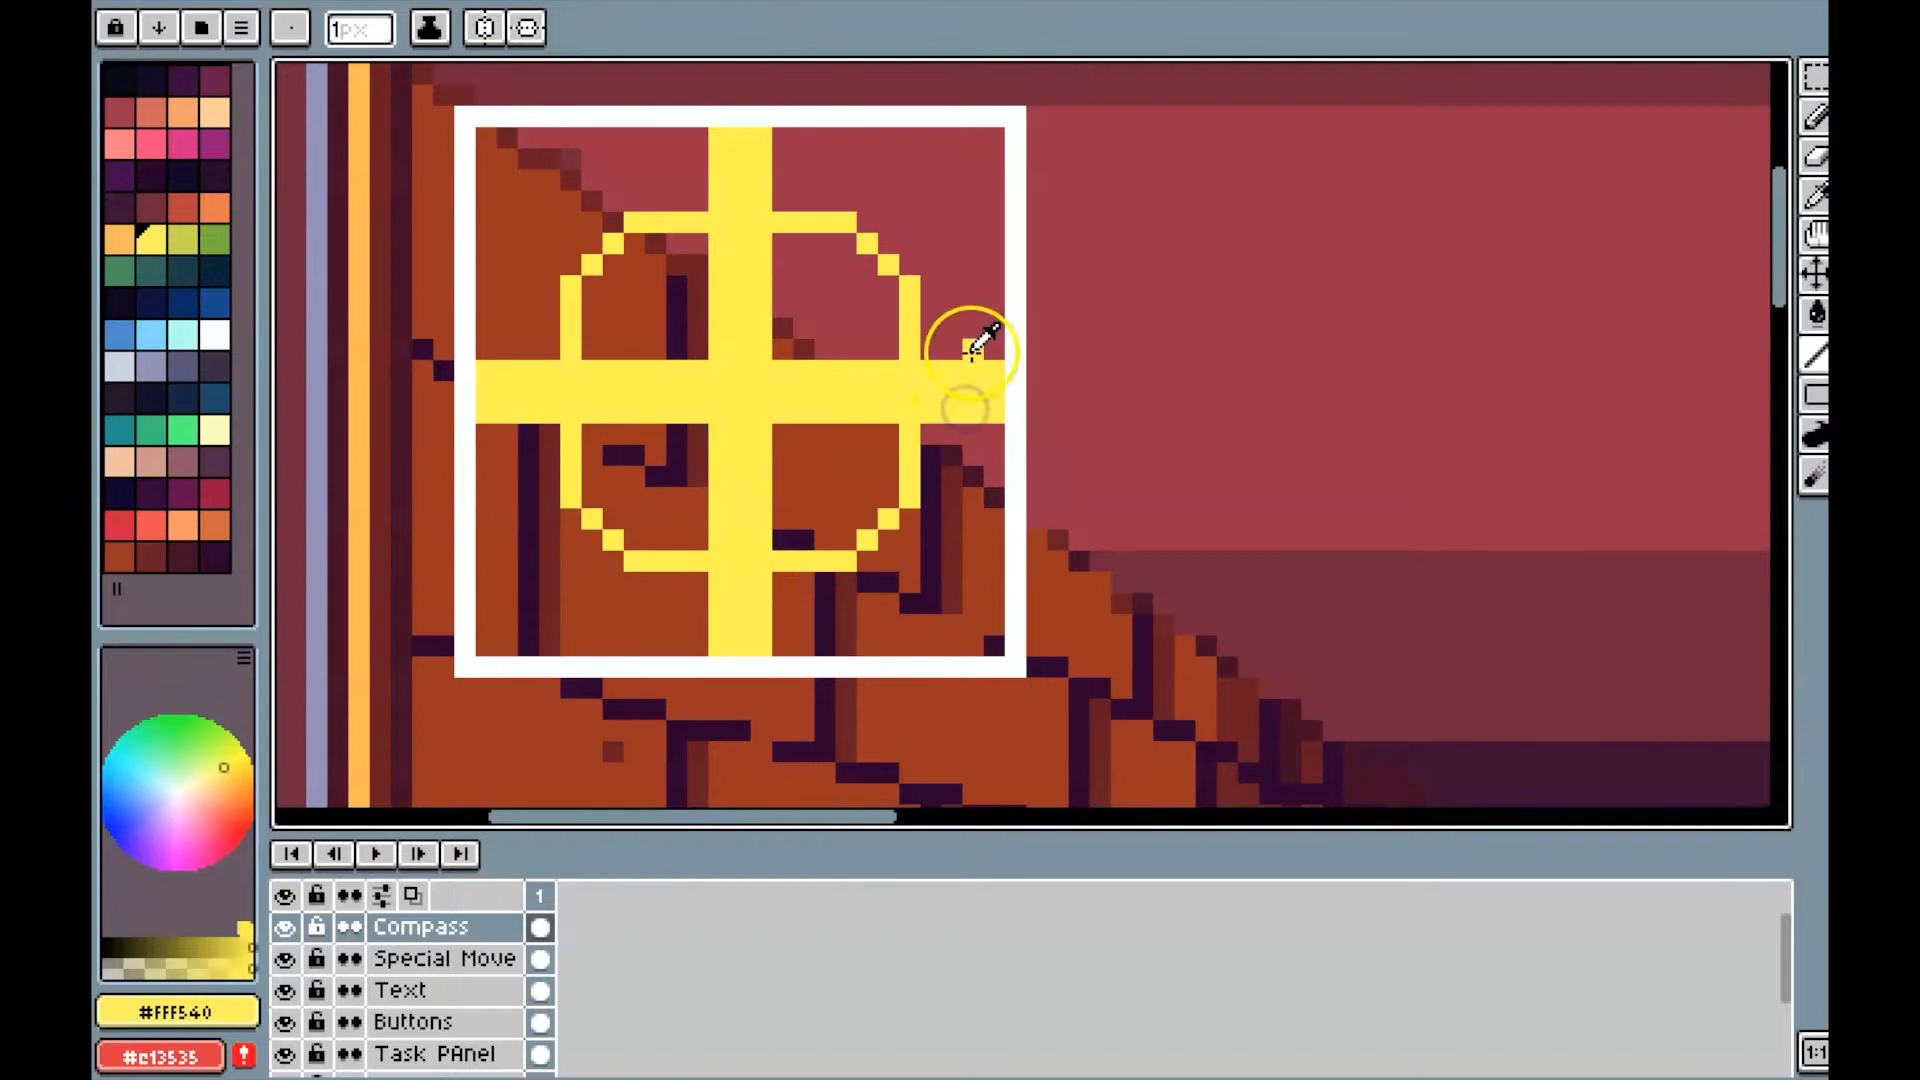 1px
1
Compass
Special Move
Text
Buttons
Task PAnel
#FFF540
#c13535
!
1:1